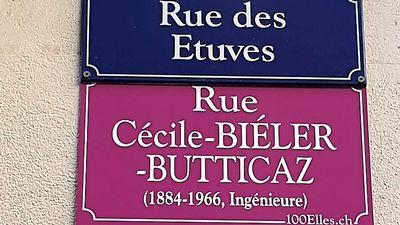 Rue des
Etuves
Rue
Cécile-BIÉLER
-BUTTICAZ
(1884-1966, Ingénieure)
100Elles.ch